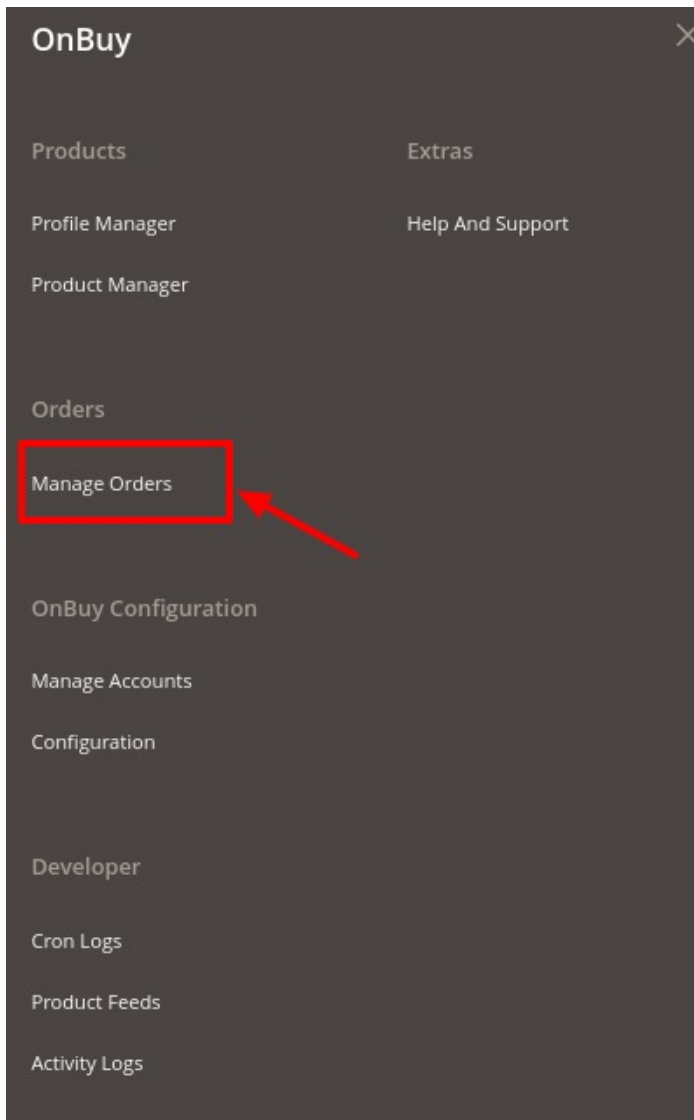 OnBuy
Products
Profile Manager
Product Manager
Extras
Help And Support
Orders
Manage Orders
OnBuy Configuration
Manage Accounts
Configuration
Developer
Cron Logs
Product Feeds
Activity Logs